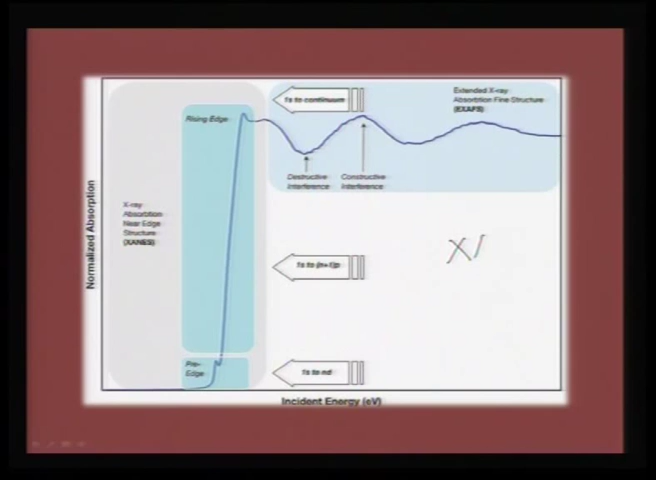 1s to continuum
Extended X-ray
Absorption Fine Structure
(EXAFS)
Rising Edge
Destructive
Interference
Constructive
Interference
X-ray
Absorption
Near Edge
Structure
(XANES)
Normalized Absorption
X/
1s to (n+1)p
Pre-
Edge
1s to nd
Incident Energy (eV)